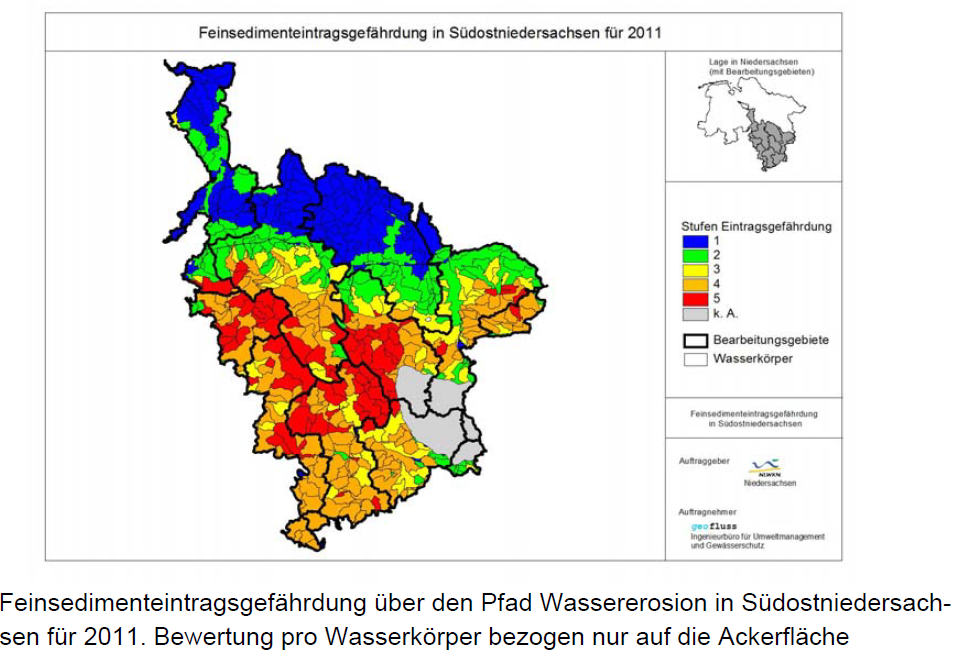 Feinsedimenteintragsgefährdung in Südostniedersachsen für 2011
Lage in Niedersachsen
(mit Bearbeitungsgebieten)
Stufen Eintragsgefährdung
1
2
3
4
5
k. A.
Bearbeitungsgebiete
Wasserkörper
Feinsedimenteintragsgefährdung
in Südostniedersachsen
Auftraggeber
NLWKN
Niedersachsen
Auftragnehmer
geofluss
Ingenieurbüro für Umweltmanagement
und Gewässerschutz
Feinsedimenteintragsgefährdung über den Pfad Wassererosion in Südostniedersach-
sen für 2011. Bewertung pro Wasserkörper bezogen nur auf die Ackerfläche